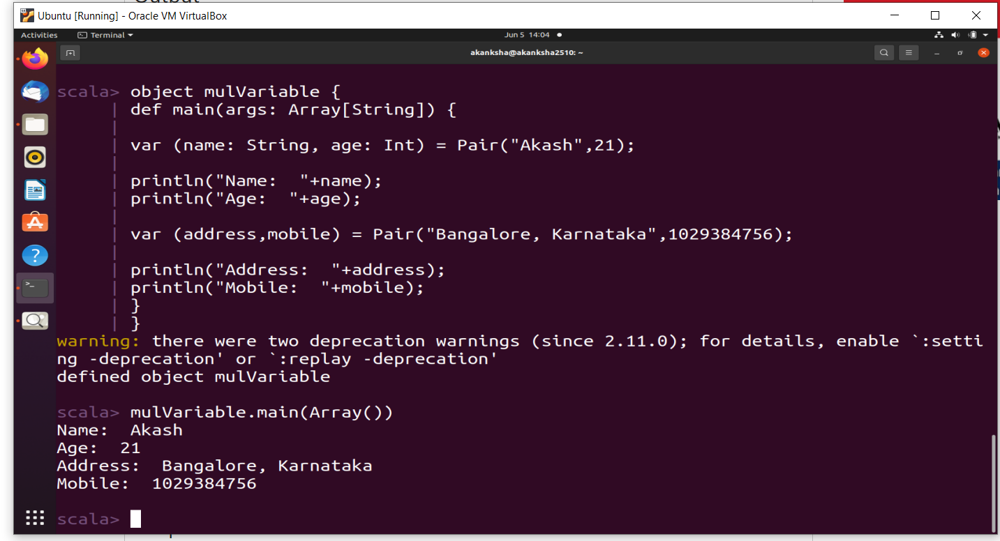 Output
Ubuntu [Running] - Oracle VM VirtualBox
Activities
Terminal
Jun 5 14:04
akanksha@akanksha2510: ~
scala> object mulVariable {
| def main(args: Array[String]) {
|
| var (name: String, age: Int) = Pair("Akash",21);
|
| println("Name:  "+name);
| println("Age:  "+age);
|
| var (address,mobile) = Pair("Bangalore, Karnataka",1029384756);
|
| println("Address:  "+address);
| println("Mobile:  "+mobile);
| }
| }
warning: there were two deprecation warnings (since 2.11.0); for details, enable `:setti
ng -deprecation' or `:replay -deprecation'
defined object mulVariable
scala> mulVariable.main(Array())
Name:  Akash
Age:  21
Address:  Bangalore, Karnataka
Mobile:  1029384756
scala>